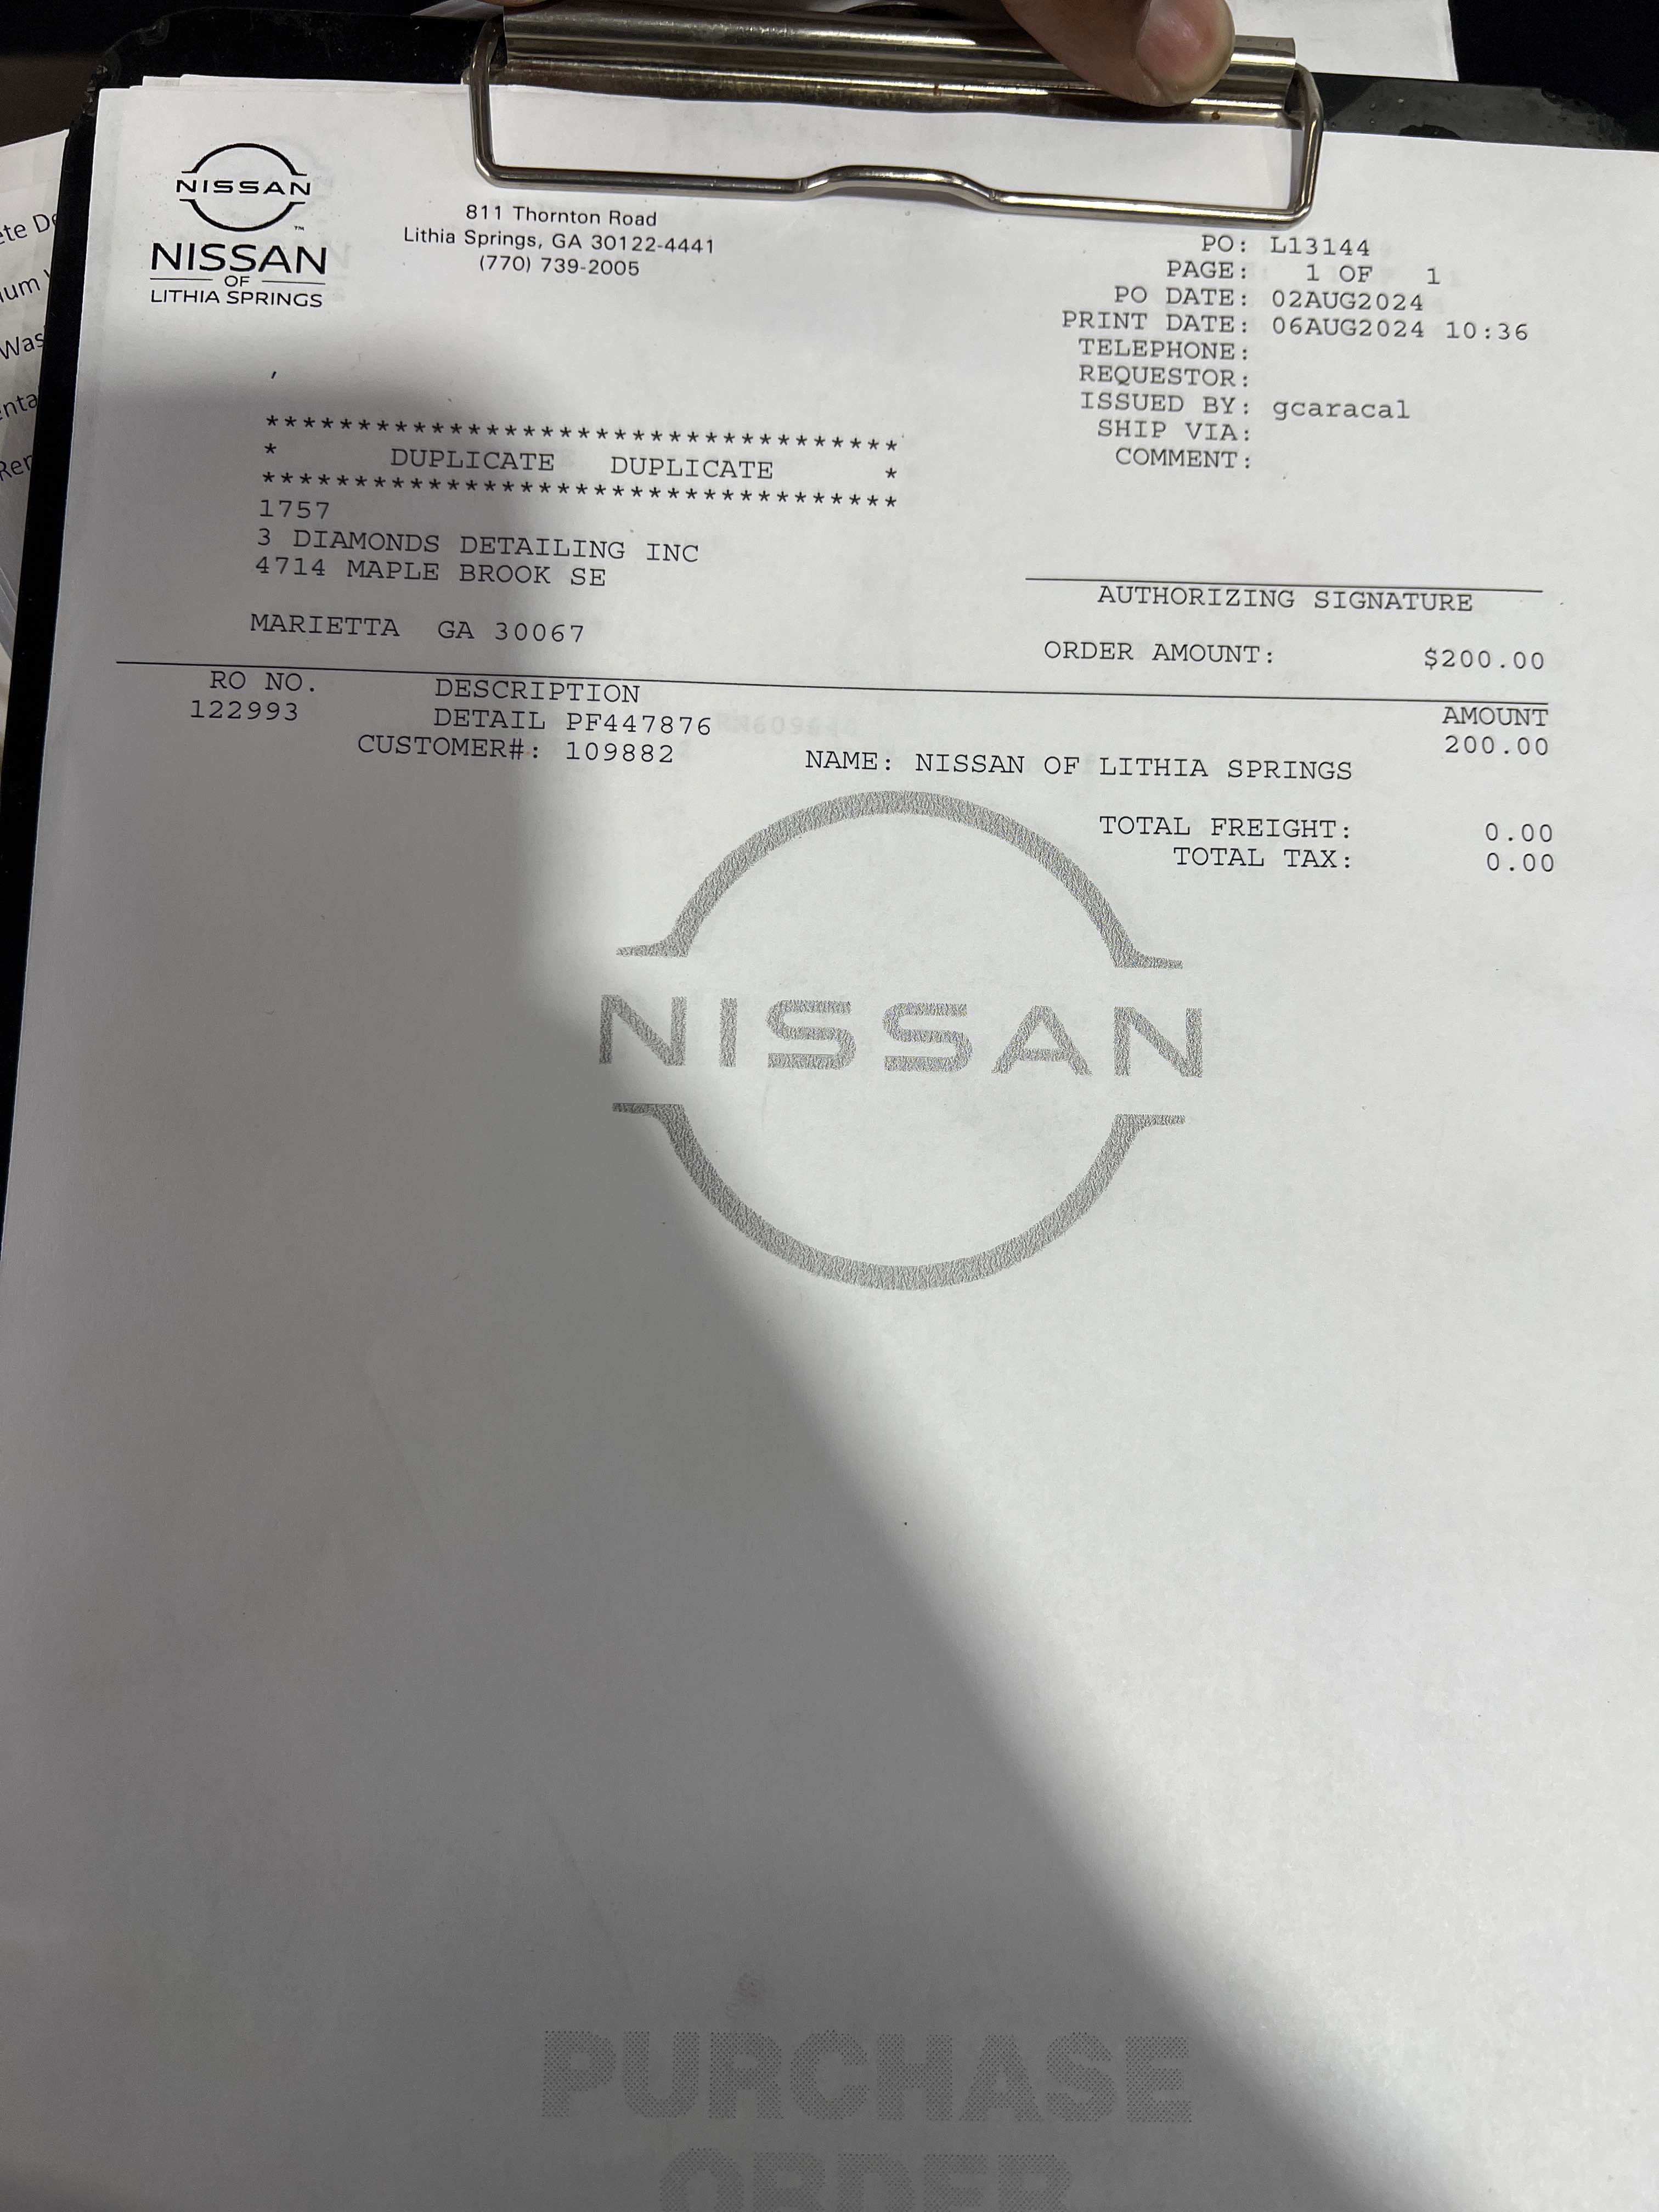 NISSAN
TM
NISSAN
OF
LITHIA SPRINGS
811 Thornton Road
Lithia Springs, GA 30122-4441
(770) 739-2005
PO: L13144
PAGE: 1 OF 1
PO DATE: 02AUG2024
PRINT DATE: 06AUG2024 10:36
TELEPHONE:
REQUESTOR:
ISSUED BY: gcaracal
SHIP VIA:
COMMENT:
,
***********************************
* DUPLICATE DUPLICATE *
***********************************
1757
3 DIAMONDS DETAILING INC
4714 MAPLE BROOK SE
MARIETTA GA 30067
AUTHORIZING SIGNATURE
ORDER AMOUNT: $200.00
RO NO. DESCRIPTION AMOUNT
122993 DETAIL PF447876 200.00
CUSTOMER#: 109882 NAME: NISSAN OF LITHIA SPRINGS
TOTAL FREIGHT: 0.00
TOTAL TAX: 0.00
NISSAN
PURCHASE
ORDER